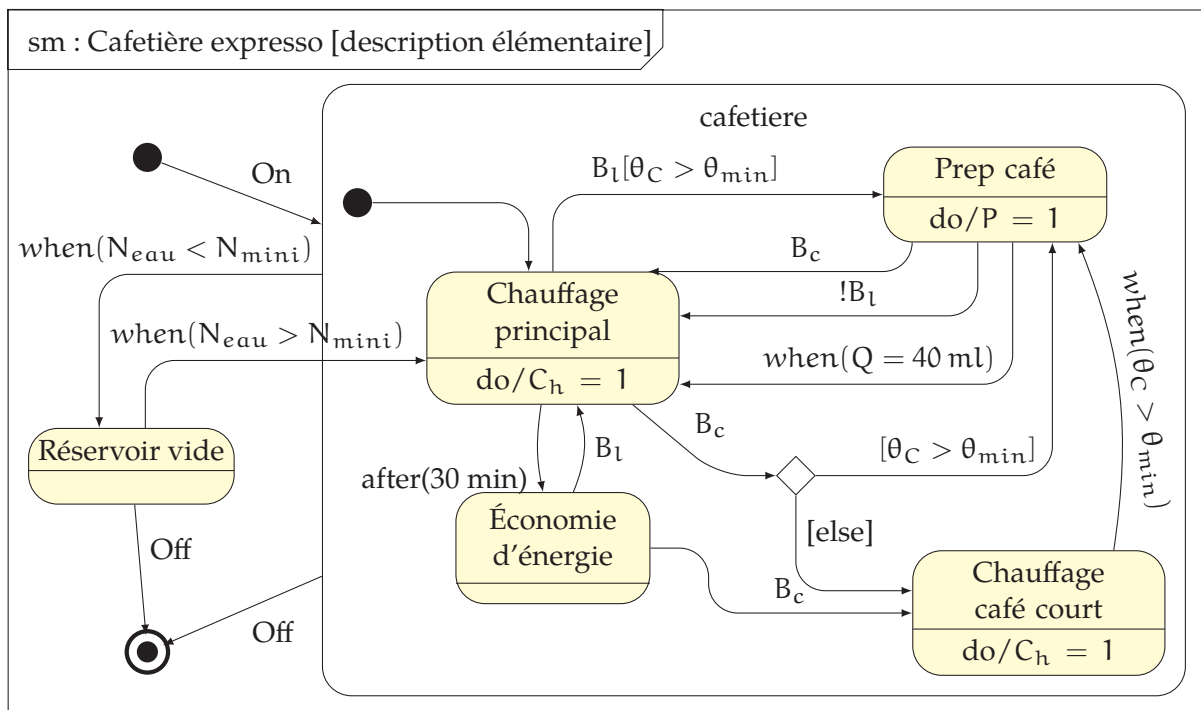 sm : Cafetière expresso [description élémentaire]
cafetiere
On
B_l[θ_C > θ_min]
Prep café
do/P = 1
when(N_eau < N_mini)
B_c
!B_l
Chauffage
principal
do/C_h = 1
when(N_eau > N_mini)
when(Q = 40 ml)
when(θ_C > θ_min)
Réservoir vide
B_c
B_l
[θ_C > θ_min]
after(30 min)
Économie
d'énergie
[else]
Off
B_c
Chauffage
café court
do/C_h = 1
Off